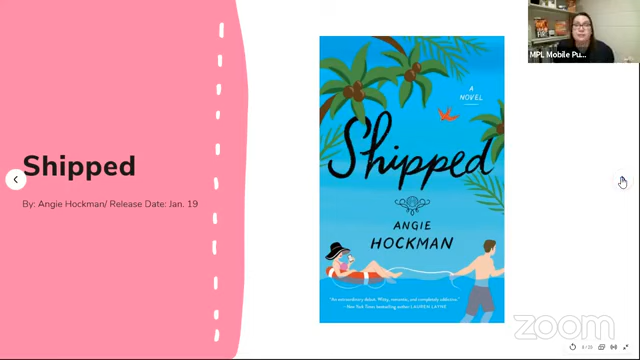 Shipped
By: Angie Hockman/ Release Date: Jan. 19
A
NOVEL
Shipped
ANGIE
HOCKMAN
"An extraordinary debut. Witty, romantic, and completely addictive."
—New York Times bestselling author LAUREN LAYNE
MPL Mobile Pu...
zoom